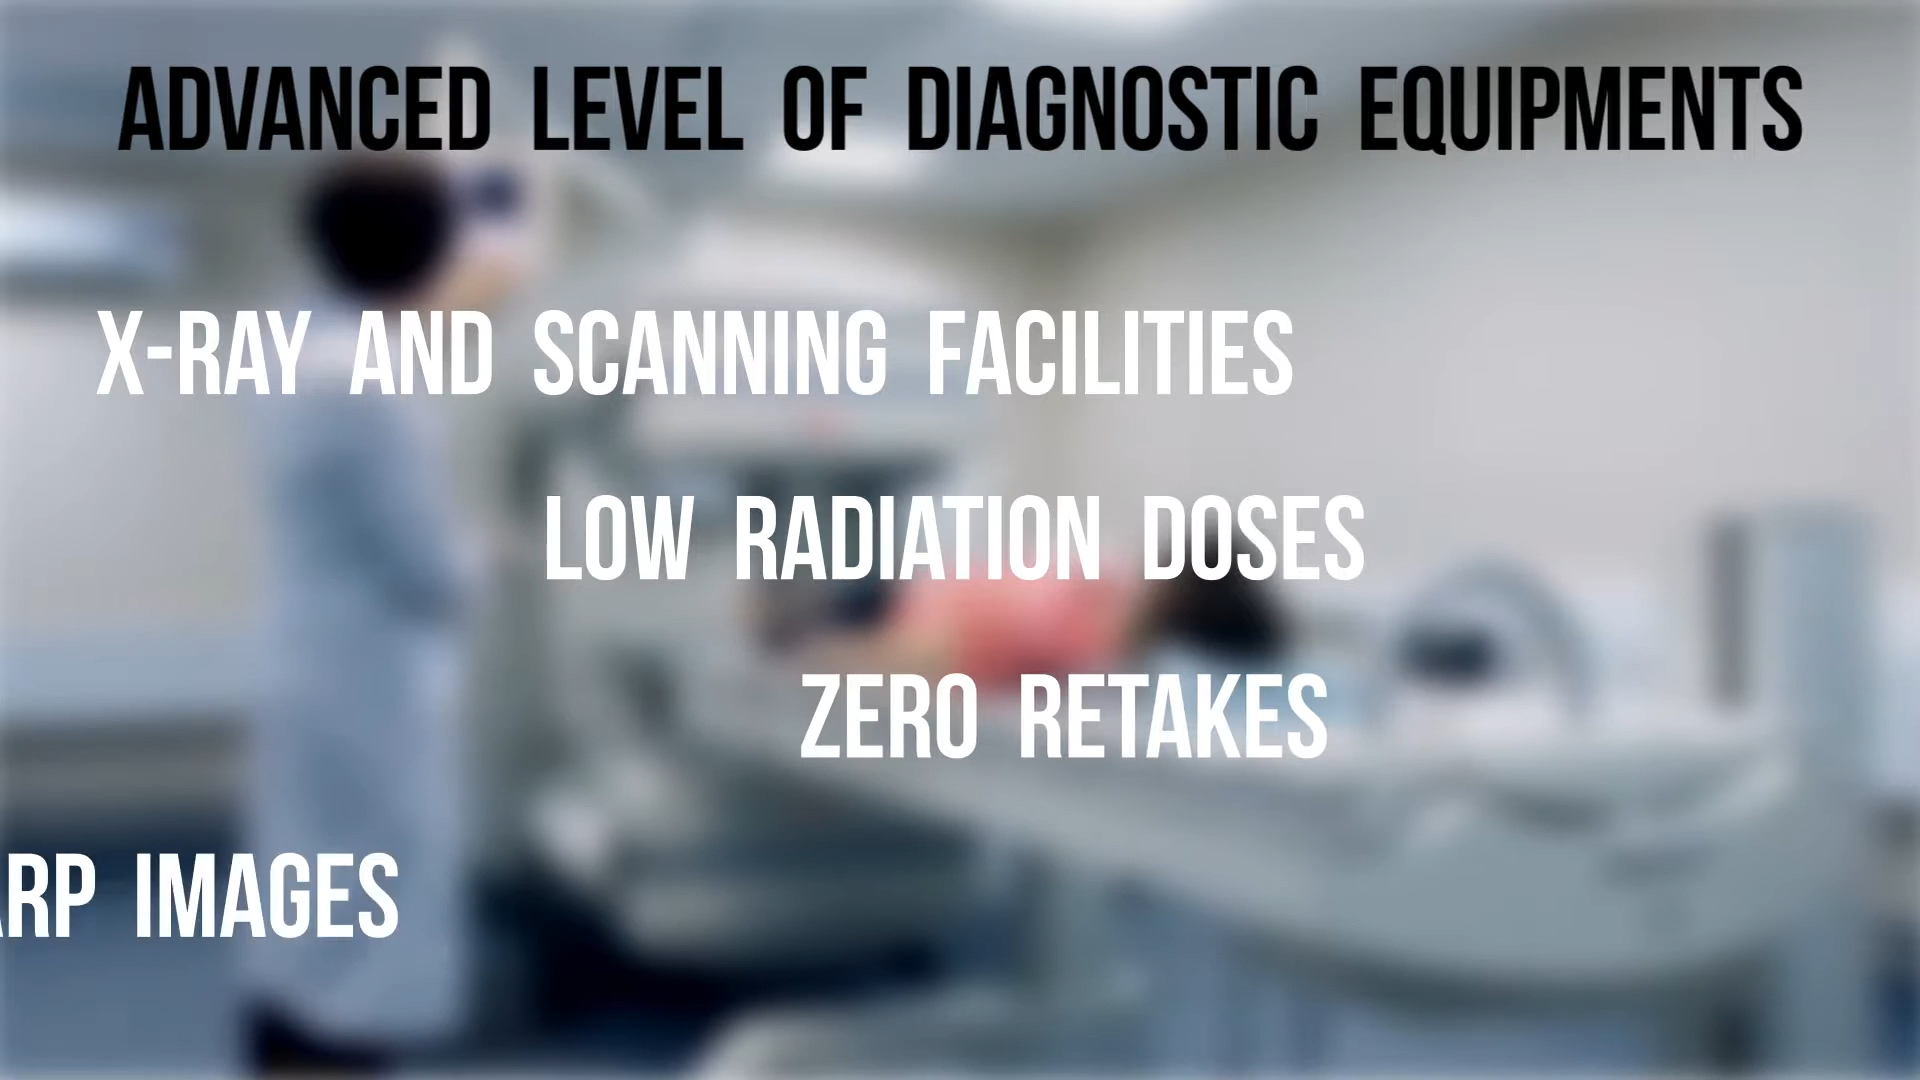 ADVANCED LEVEL OF DIAGNOSTIC EQUIPMENTS
X-RAY AND SCANNING FACILITIES
LOW RADIATION DOSES
ZERO RETAKES
IMAGES